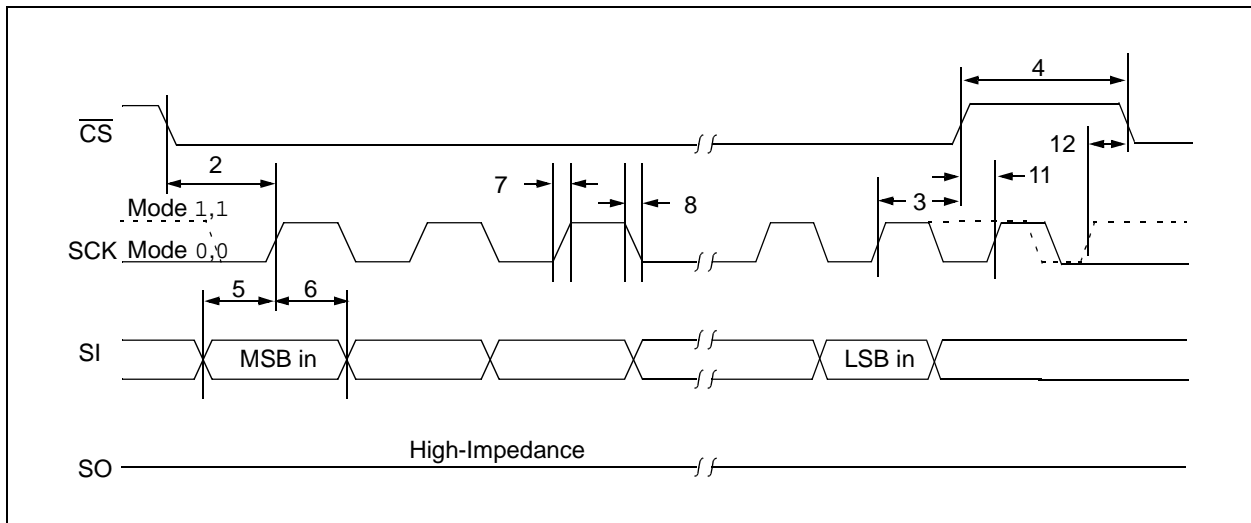 4
CS
12
2
7
11
3
8
Mode 1,1
SCK Mode 0,0
5 6
SI MSB in LSB in
High-Impedance
SO